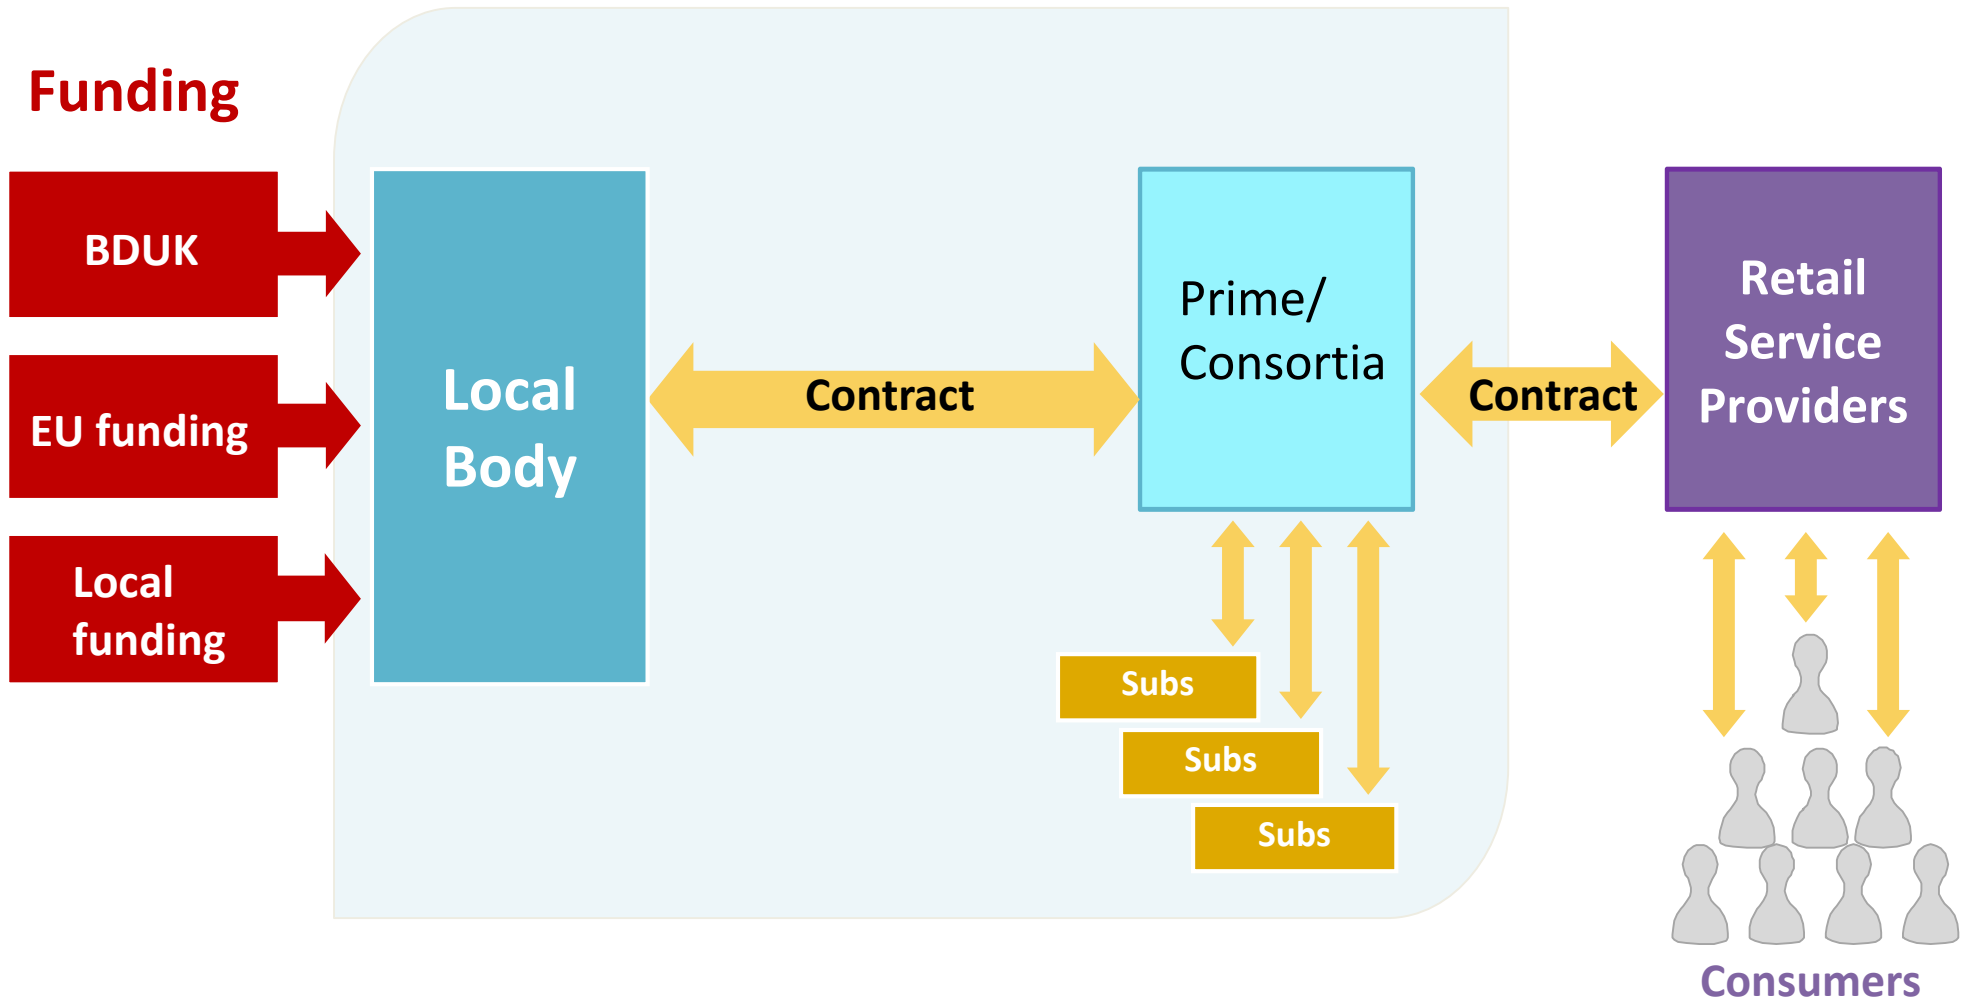 Funding
BDUK
EU funding
Local
funding
Local
Body
Contract
Prime/
Consortia
Contract
Retail
Service
Providers
Subs
Subs
Subs
Consumers